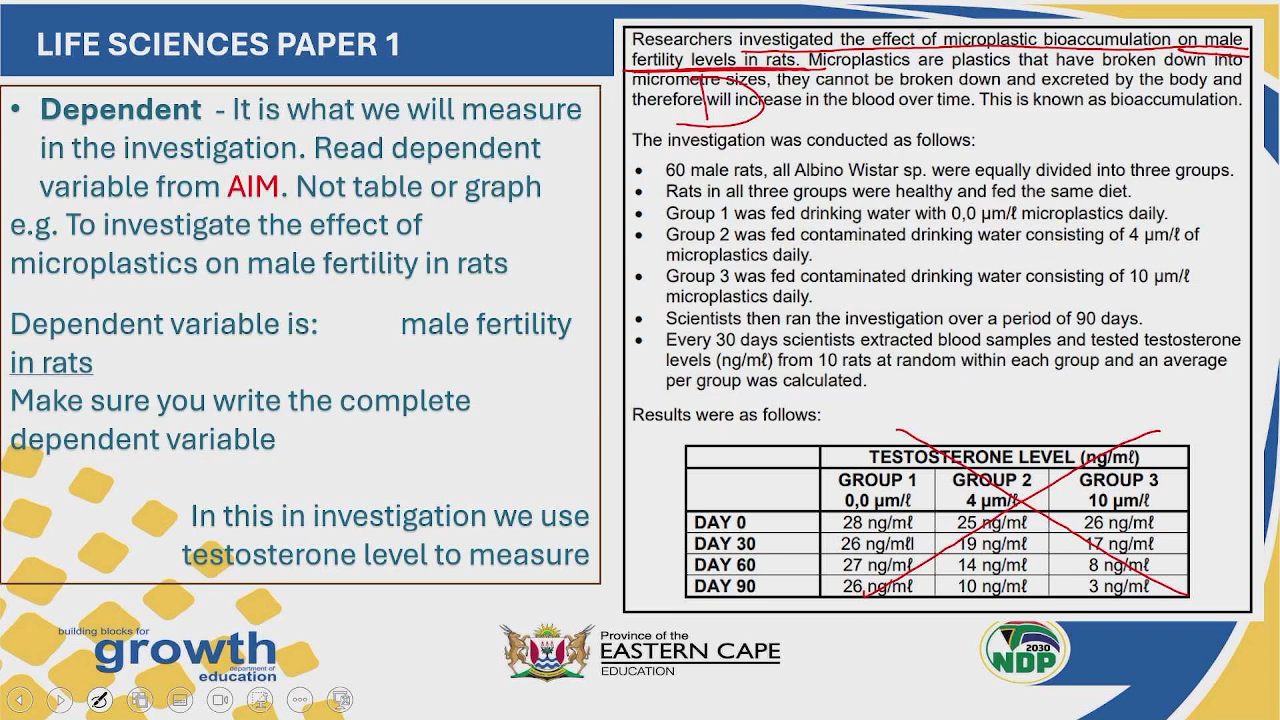 LIFE SCIENCES PAPER 1
• Dependent - It is what we will measure
in the investigation. Read dependent
variable from AIM. Not table or graph
e.g. To investigate the effect of
microplastics on male fertility in rats
Dependent variable is: male fertility
in rats
Make sure you write the complete
dependent variable
In this in investigation we use
testosterone level to measure
Researchers investigated the effect of microplastic bioaccumulation on male
fertility levels in rats. Microplastics are plastics that have broken down into
micrometre sizes, they cannot be broken down and excreted by the body and
therefore will increase in the blood over time. This is known as bioaccumulation.
D
The investigation was conducted as follows:
• 60 male rats, all Albino Wistar sp. were equally divided into three groups.
• Rats in all three groups were healthy and fed the same diet.
• Group 1 was fed drinking water with 0,0 µm/ℓ microplastics daily.
• Group 2 was fed contaminated drinking water consisting of 4 µm/ℓ of
microplastics daily.
• Group 3 was fed contaminated drinking water consisting of 10 µm/ℓ
microplastics daily.
• Scientists then ran the investigation over a period of 90 days.
• Every 30 days scientists extracted blood samples and tested testosterone
levels (ng/mℓ) from 10 rats at random within each group and an average
per group was calculated.
Results were as follows:
TESTOSTERONE LEVEL (ng/mℓ)
GROUP 1 GROUP 2 GROUP 3
0,0 µm/ℓ 4 µm/ℓ 10 µm/ℓ
DAY 0 28 ng/mℓ 25 ng/mℓ 26 ng/mℓ
DAY 30 26 ng/mℓl 19 ng/mℓ 17 ng/mℓ
DAY 60 27 ng/mℓ 14 ng/mℓ 8 ng/mℓ
DAY 90 26 ng/mℓ 10 ng/mℓ 3 ng/mℓ
building blocks for
growth
department of
education
Province of the
EASTERN CAPE
EDUCATION
2030
NDP